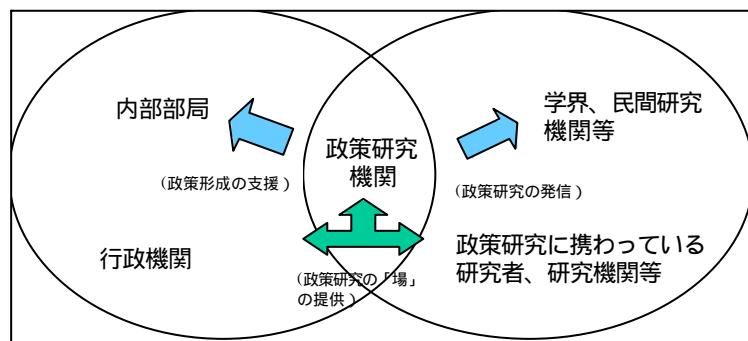 内部部局
(政策形成の支援)
政策研究
機関
学界、民間研究
機関等
(政策研究の発信)
行政機関
(政策研究の「場」
の提供)
政策研究に携わっている
研究者、研究機関等